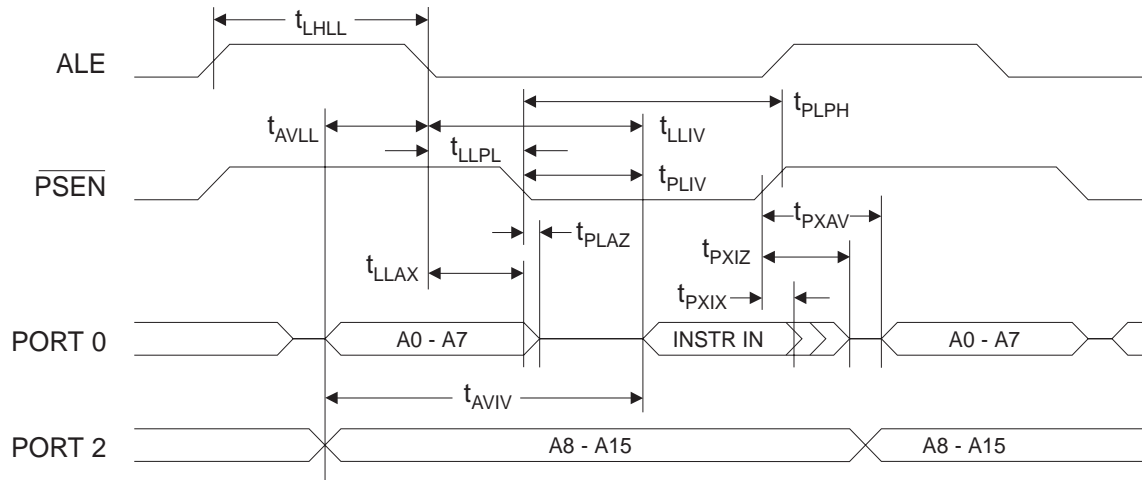 tLHLL
ALE
tPLPH
tAVLL
tLLIV
tLLPL
PSEN
tPLIV
tPXAV
tPLAZ
tPXIZ
tLLAX
tPXIX
PORT 0
A0 - A7
INSTR IN
A0 - A7
tAVIV
PORT 2
A8 - A15
A8 - A15